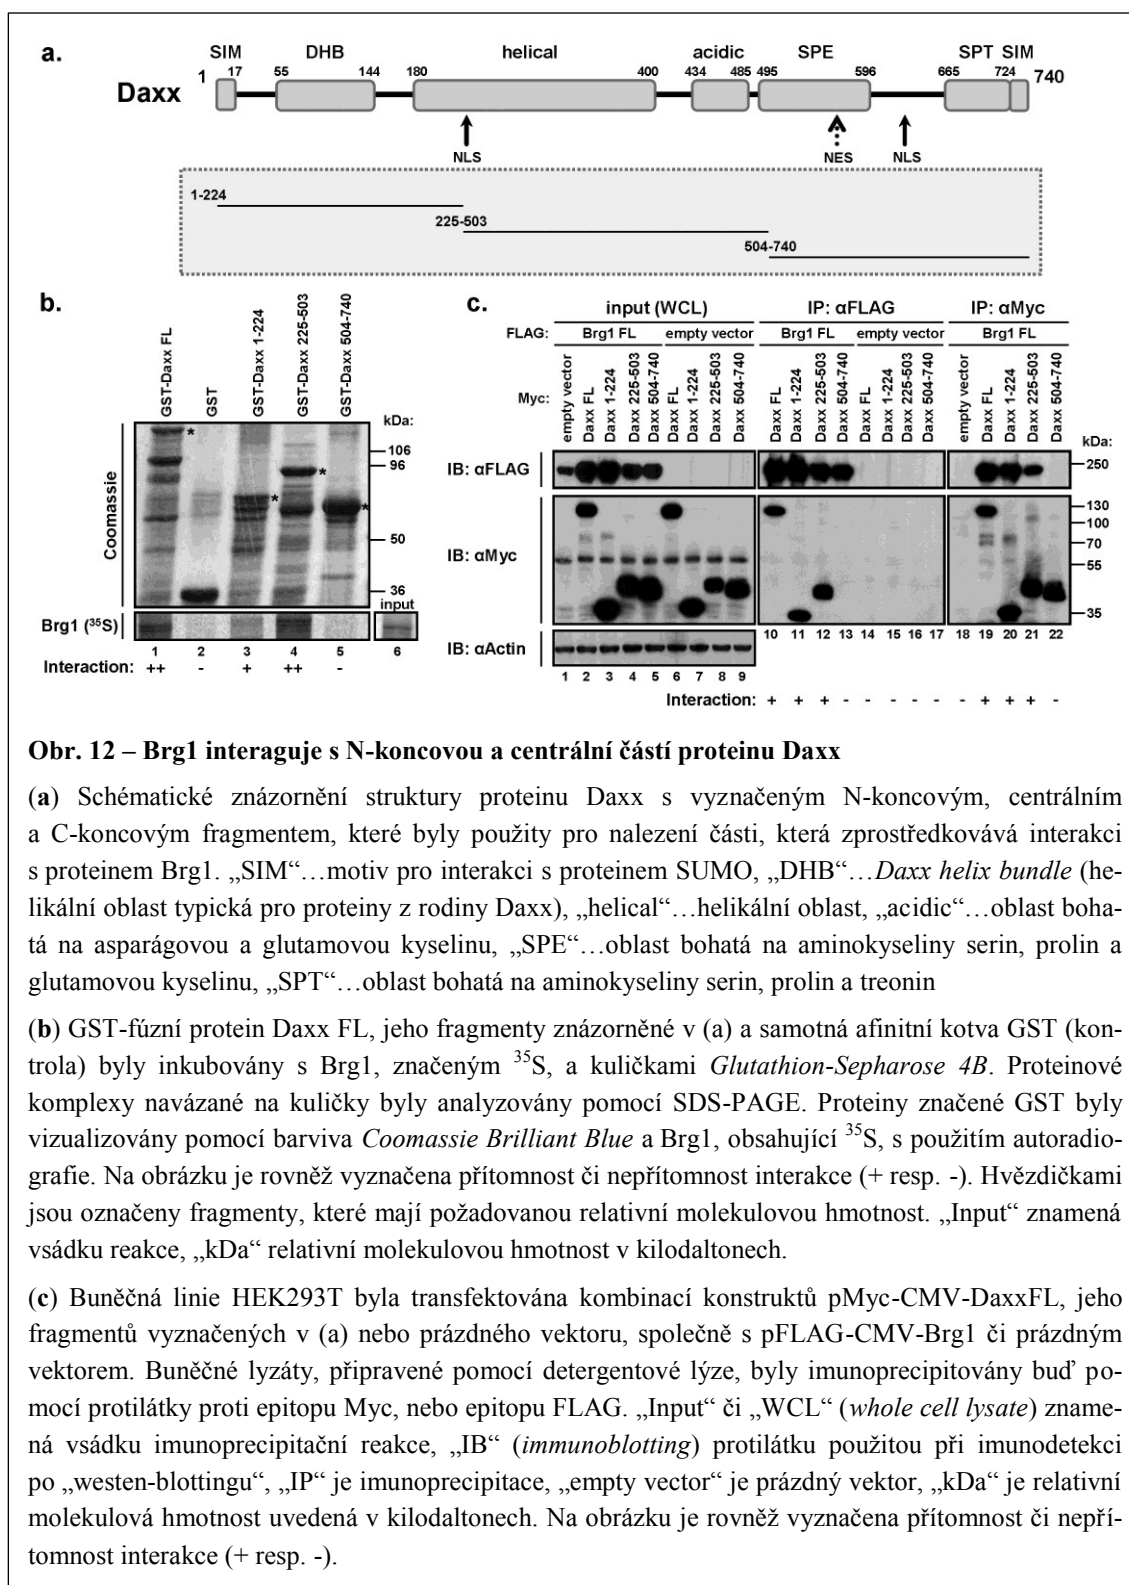 a.
SIM DHB helical acidic SPE SPT SIM
1 17 55 144 180 400 434 485 495 596 665 724 740
Daxx
NLS NES NLS
1-224
225-503
504-740
b.
GST-Daxx FL
GST
GST-Daxx 1-224
GST-Daxx 225-503
GST-Daxx 504-740
kDa:
Coomassie
* * * *
106
96
50
36
input
Brg1 (³⁵S)
1 2 3 4 5 6
Interaction: ++ - + ++ -
c.
input (WCL) IP: αFLAG IP: αMyc
FLAG: Brg1 FL empty vector Brg1 FL empty vector Brg1 FL
Myc:
empty vector
Daxx FL
Daxx 1-224
Daxx 225-503
Daxx 504-740
Daxx FL
Daxx 1-224
Daxx 225-503
Daxx 504-740
Daxx FL
Daxx 1-224
Daxx 225-503
Daxx 504-740
Daxx FL
Daxx 1-224
Daxx 225-503
Daxx 504-740
empty vector
Daxx FL
Daxx 1-224
Daxx 225-503
Daxx 504-740
kDa:
IB: αFLAG
250
IB: αMyc
130
100
70
55
35
10 11 12 13 14 15 16 17 18 19 20 21 22
IB: αActin
1 2 3 4 5 6 7 8 9
Interaction: + + + - - - - - - + + + -
Obr. 12 – Brg1 interaguje s N-koncovou a centrální částí proteinu Daxx
(a) Schématické znázornění struktury proteinu Daxx s vyznačeným N-koncovým, centrálním
a C-koncovým fragmentem, které byly použity pro nalezení části, která zprostředkovává interakci
s proteinem Brg1. „SIM“…motiv pro interakci s proteinem SUMO, „DHB“…Daxx helix bundle (he-
likální oblast typická pro proteiny z rodiny Daxx), „helical“…helikální oblast, „acidic“…oblast boha-
tá na asparágovou a glutamovou kyselinu, „SPE“…oblast bohatá na aminokyseliny serin, prolin a
glutamovou kyselinu, „SPT“…oblast bohatá na aminokyseliny serin, prolin a treonin
(b) GST-fúzní protein Daxx FL, jeho fragmenty znázorněné v (a) a samotná afinitní kotva GST (kon-
trola) byly inkubovány s Brg1, značeným ³⁵S, a kuličkami Glutathion-Sepharose 4B. Proteinové
komplexy navázané na kuličky byly analyzovány pomocí SDS-PAGE. Proteiny značené GST byly
vizualizovány pomocí barviva Coomassie Brilliant Blue a Brg1, obsahující ³⁵S, s použitím autoradio-
grafie. Na obrázku je rovněž vyznačena přítomnost či nepřítomnost interakce (+ resp. -). Hvězdičkami
jsou označeny fragmenty, které mají požadovanou relativní molekulovou hmotnost. „Input“ znamená
vsádku reakce, „kDa“ relativní molekulovou hmotnost v kilodaltonech.
(c) Buněčná linie HEK293T byla transfektována kombinací konstruktů pMyc-CMV-DaxxFL, jeho
fragmentů vyznačených v (a) nebo prázdného vektoru, společně s pFLAG-CMV-Brg1 či prázdným
vektorem. Buněčné lyzáty, připravené pomocí detergentové lýze, byly imunoprecipitovány buď po-
mocí protilátky proti epitopu Myc, nebo epitopu FLAG. „Input“ či „WCL“ (whole cell lysate) zname-
ná vsádku imunoprecipitační reakce, „IB“ (immunoblotting) protilátku použitou při imunodetekci
po „westen-blottingu“, „IP“ je imunoprecipitace, „empty vector“ je prázdný vektor, „kDa“ je relativní
molekulová hmotnost uvedená v kilodaltonech. Na obrázku je rovněž vyznačena přítomnost či nepří-
tomnost interakce (+ resp. -).